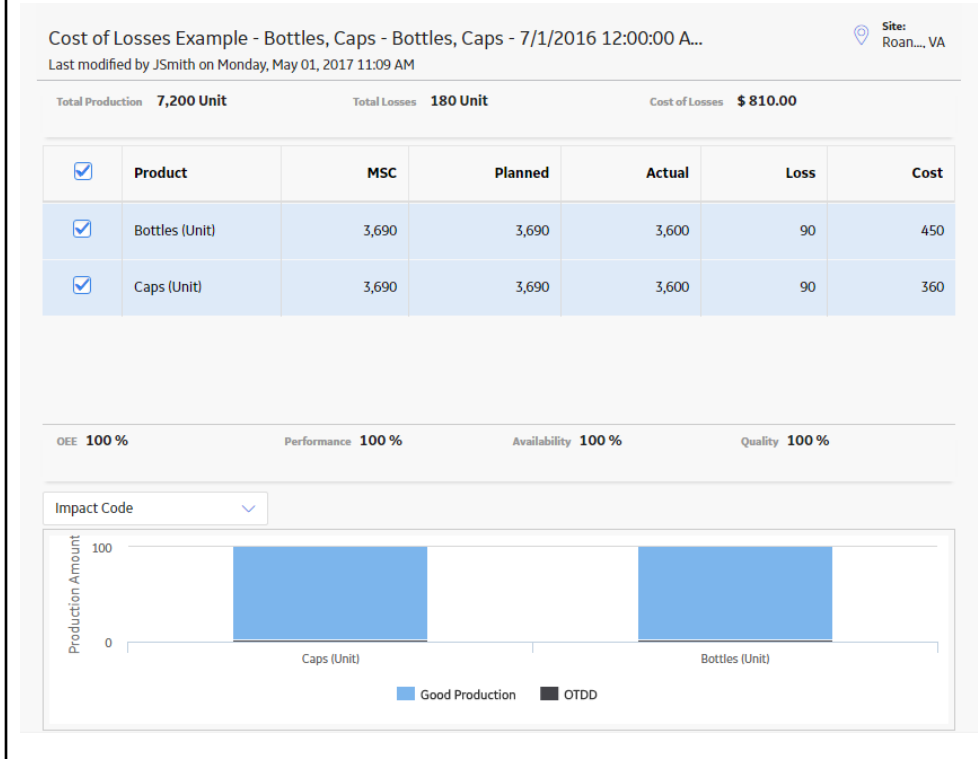 Cost of Losses Example - Bottles, Caps - Bottles, Caps - 7/1/2016 12:00:00 A...
Site:
Roan..., VA
Last modified by JSmith on Monday, May 01, 2017 11:09 AM
Total Production 7,200 Unit Total Losses 180 Unit Cost of Losses $ 810.00
Product MSC Planned Actual Loss Cost
Bottles (Unit) 3,690 3,690 3,600 90 450
Caps (Unit) 3,690 3,690 3,600 90 360
OEE 100 % Performance 100 % Availability 100 % Quality 100 %
Impact Code
Production Amount
100
0
Caps (Unit) Bottles (Unit)
Good Production OTDD